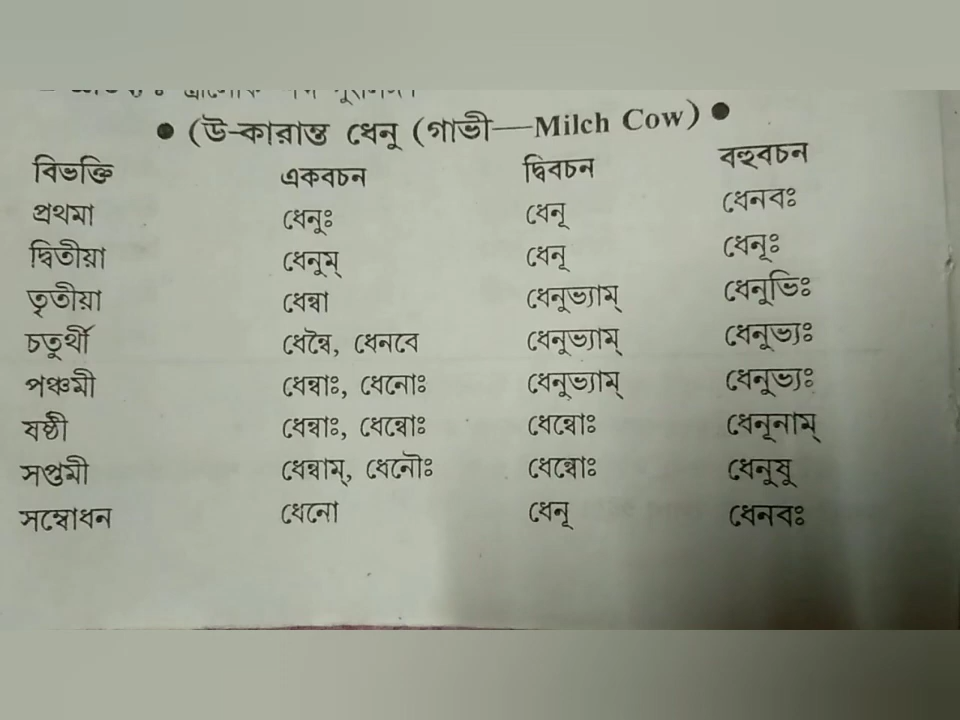 ● (উ-কারান্ত ধেনু (গাভী—Milch Cow) ●
বিভক্তি একবচন দ্বিবচন বহুবচন
প্রথমা ধেনুঃ ধেনূ ধেনবঃ
দ্বিতীয়া ধেনুম্ ধেনূ ধেনূঃ
তৃতীয়া ধেন্বা ধেনুভ্যাম্ ধেনুভিঃ
চতুর্থী ধেন্বৈ, ধেনবে ধেনুভ্যাম্ ধেনুভ্যঃ
পঞ্চমী ধেন্বাঃ, ধেনোঃ ধেনুভ্যাম্ ধেনুভ্যঃ
ষষ্ঠী ধেন্বাঃ, ধেন্বোঃ ধেন্বোঃ ধেনূনাম্
সপ্তমী ধেন্বাম্, ধেনৌঃ ধেন্বোঃ ধেনুষু
সম্বোধন ধেনো ধেনূ ধেনবঃ